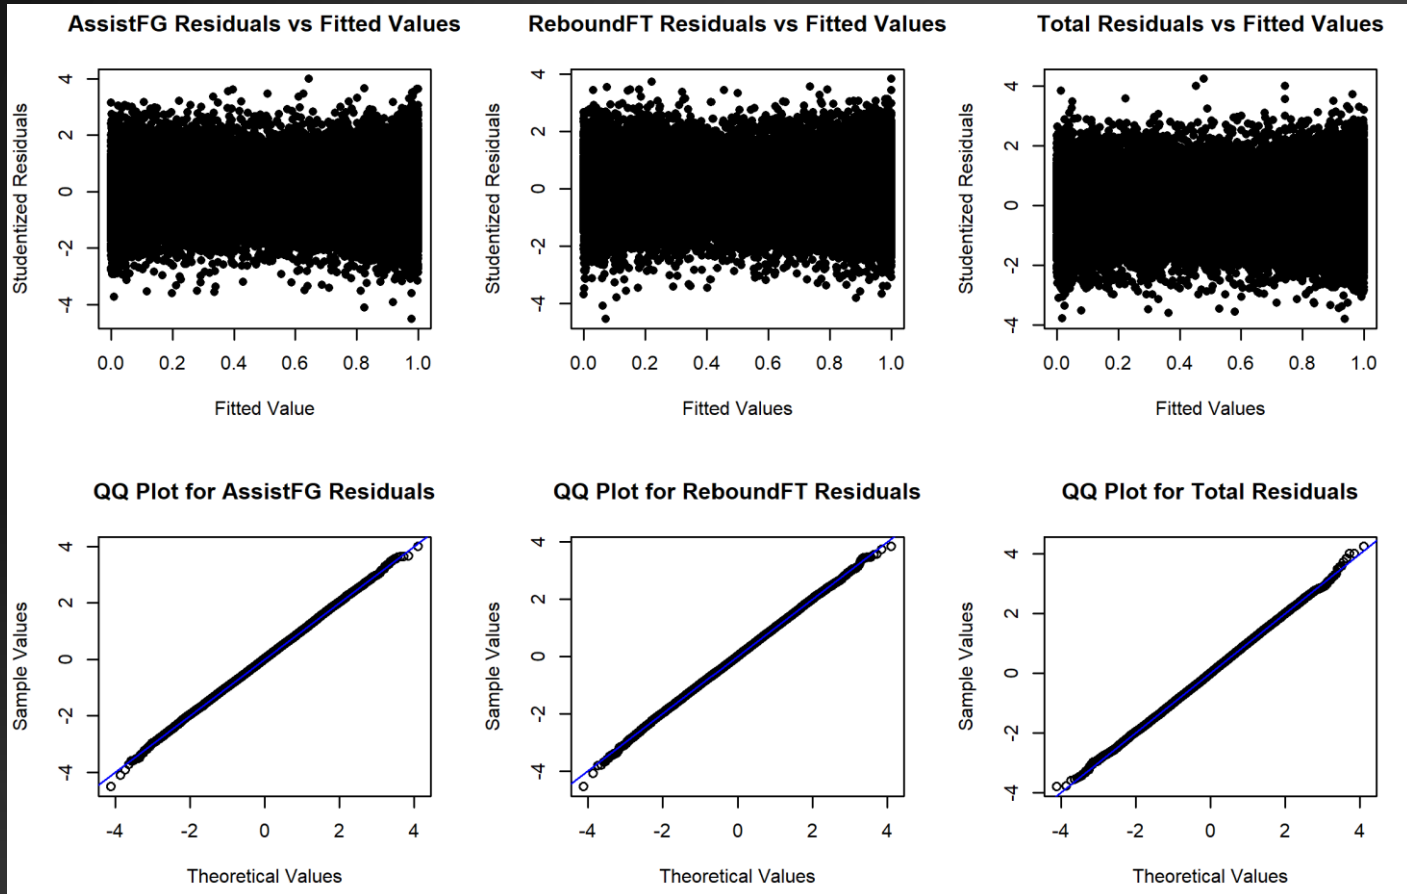 AssistFG Residuals vs Fitted Values
Studentized Residuals
4
2
0
-2
-4
0.0 0.2 0.4 0.6 0.8 1.0
Fitted Value
ReboundFT Residuals vs Fitted Values
Studentized Residuals
4
2
0
-2
-4
0.0 0.2 0.4 0.6 0.8 1.0
Fitted Values
Total Residuals vs Fitted Values
Studentized Residuals
4
2
0
-2
-4
0.0 0.2 0.4 0.6 0.8 1.0
Fitted Values
QQ Plot for AssistFG Residuals
Sample Values
4
2
0
-2
-4
-4 -2 0 2 4
Theoretical Values
QQ Plot for ReboundFT Residuals
Sample Values
4
2
0
-2
-4
-4 -2 0 2 4
Theoretical Values
QQ Plot for Total Residuals
Sample Values
4
2
0
-2
-4
-4 -2 0 2 4
Theoretical Values